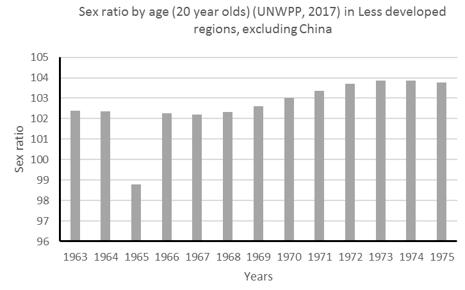 Sex ratio by age (20 year olds) (UNWPP, 2017) in Less developed
regions, excluding China
105
104
103
102
101
100
99
98
97
96
Sex ratio
1963 1964 1965 1966 1967 1968 1969 1970 1971 1972 1973 1974 1975
Years